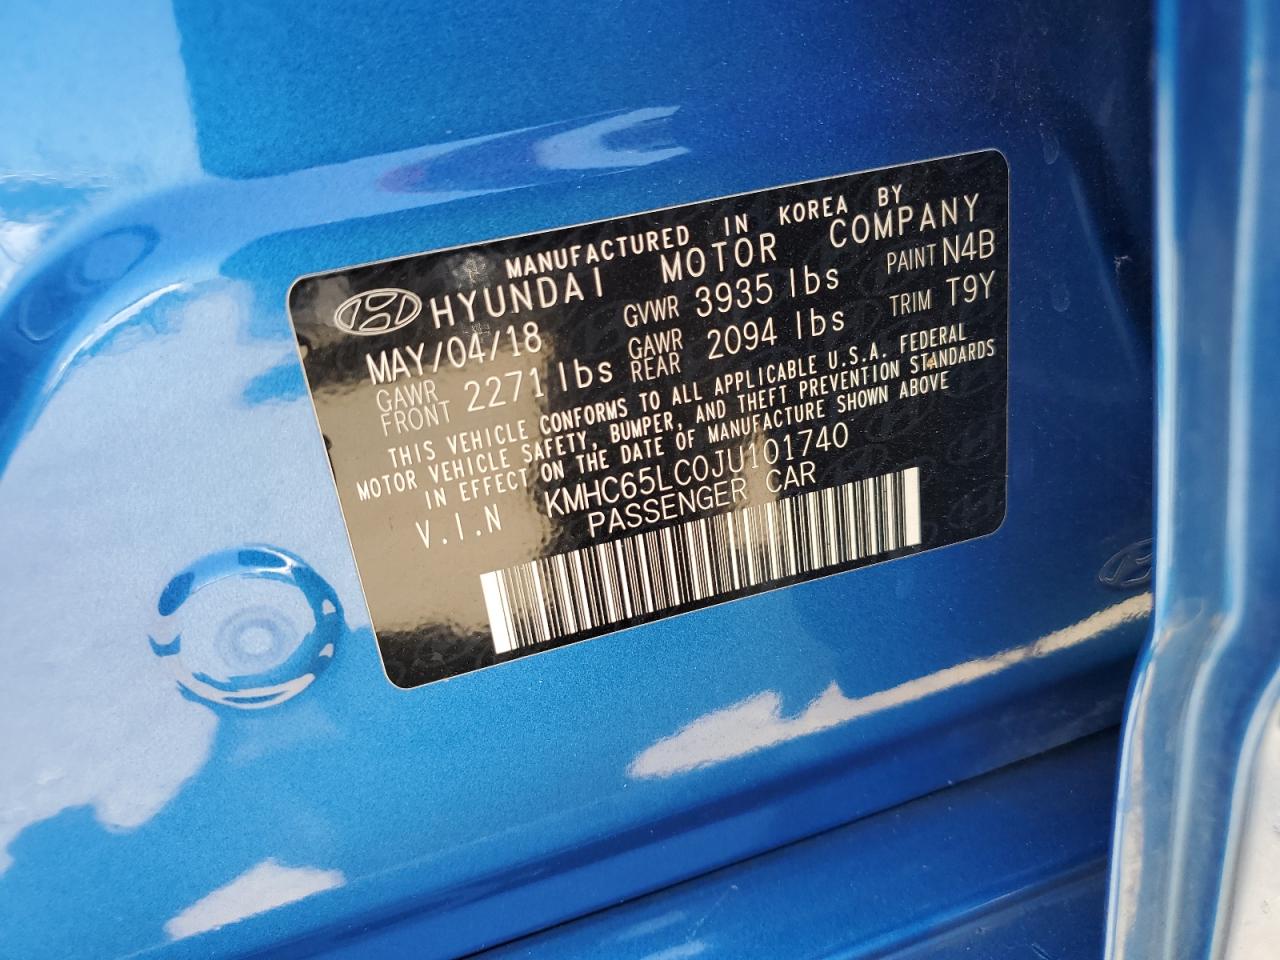 MANUFACTURED IN KOREA BY
HYUNDAI MOTOR COMPANY
MAY/04/18 GVWR 3935 lbs PAINT N4B
GAWR FRONT 2271 lbs GAWR REAR 2094 lbs TRIM T9Y
THIS VEHICLE CONFORMS TO ALL APPLICABLE U.S.A. FEDERAL
MOTOR VEHICLE SAFETY, BUMPER, AND THEFT PREVENTION STANDARDS
IN EFFECT ON THE DATE OF MANUFACTURE SHOWN ABOVE
V.I.N KMHC65LC0JU101740
PASSENGER CAR